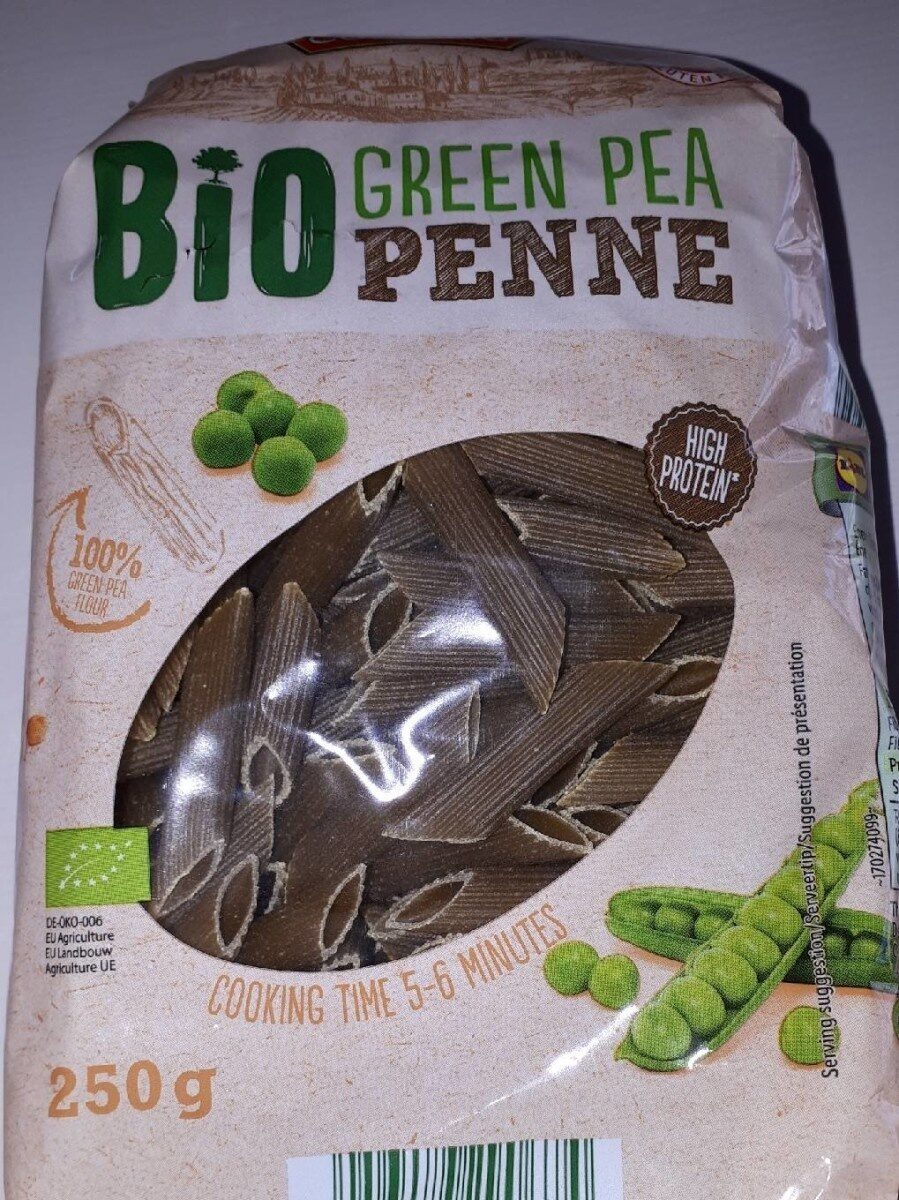 BiO
GREEN PEA
PENNE
HIGH
PROTEIN*
100%
GREEN-PEA
FLOUR
DE-ÖKO-006
EU Agriculture
EU Landbouw
Agriculture UE
COOKING TIME 5-6 MINUTES
250g
Serving suggestion/Serveertip/Suggestion de présentation